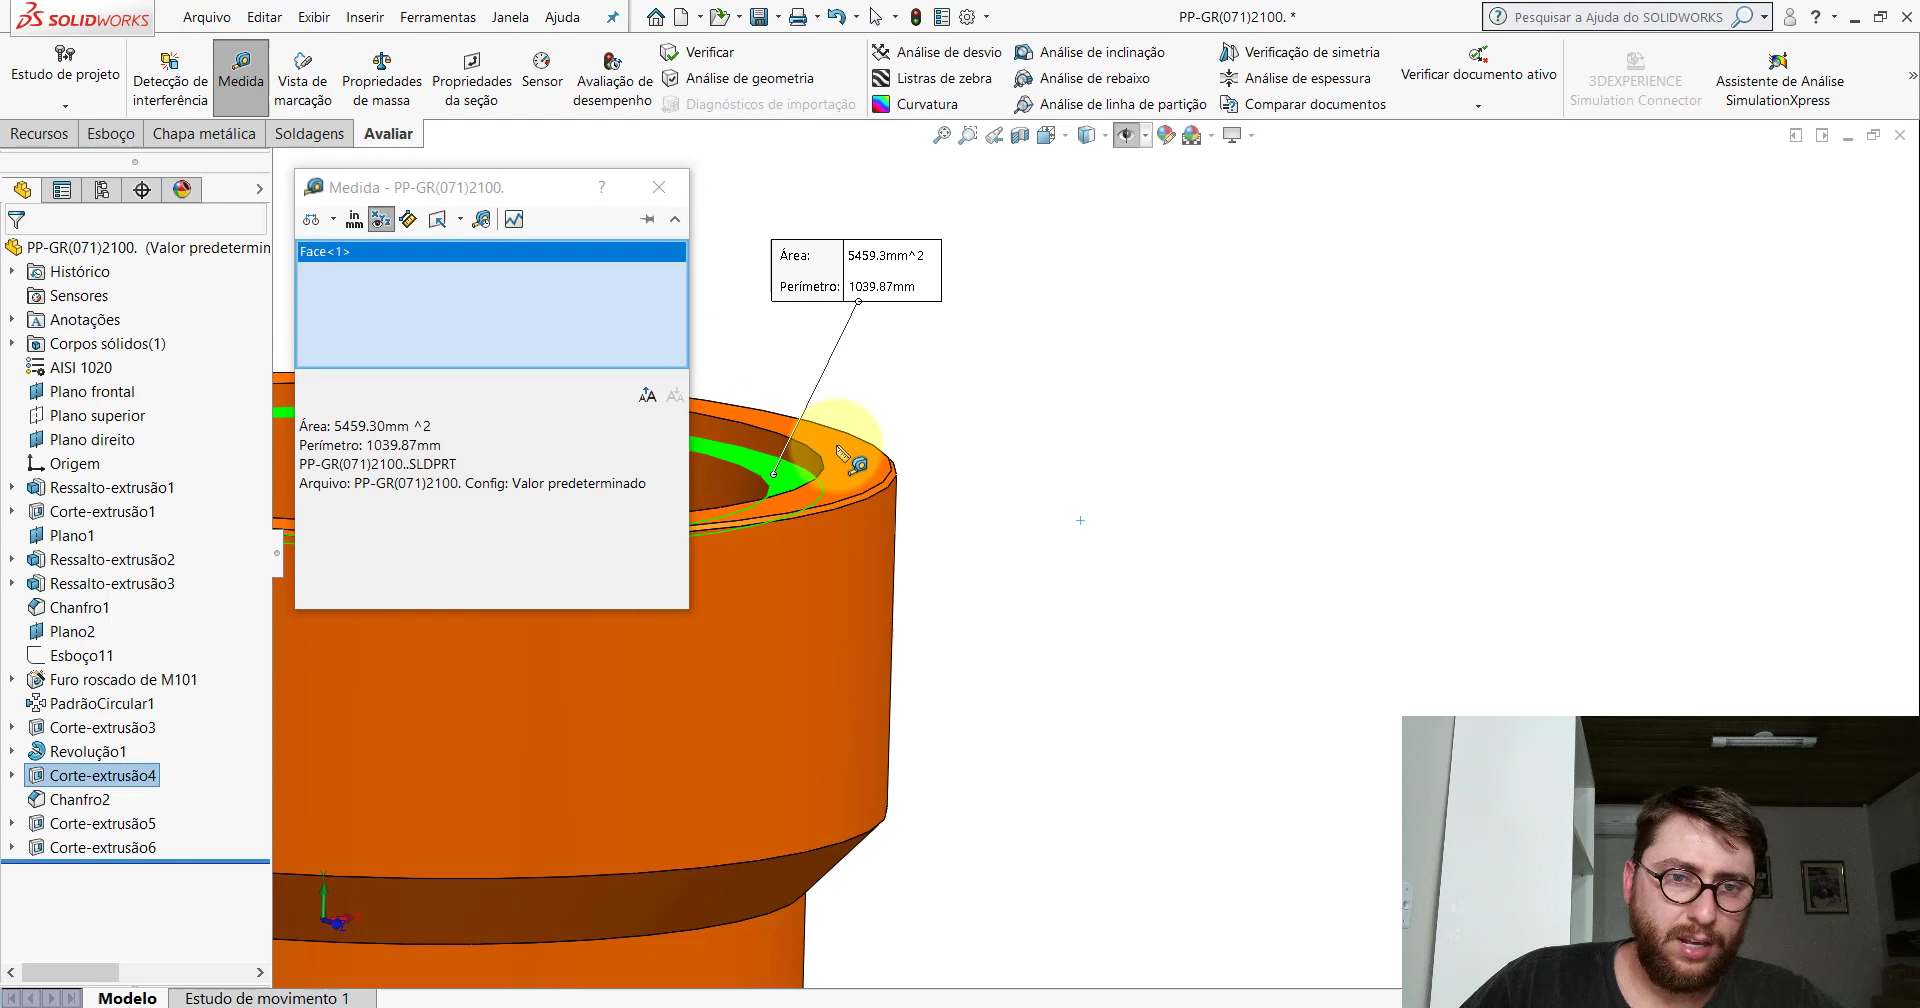 SOLIDWORKS
Arquivo Editar Exibir Inserir Ferramentas Janela Ajuda
PP-GR(071)2100. *
Pesquisar a Ajuda do SOLIDWORKS
Estudo de projeto
Detecção de interferência
Medida
Vista de marcação
Propriedades de massa
Propriedades da seção
Sensor
Avaliação de desempenho
Verificar
Análise de geometria
Diagnósticos de importação
Análise de desvio
Listras de zebra
Curvatura
Análise de inclinação
Análise de rebaixo
Análise de linha de partição
Verificação de simetria
Análise de espessura
Comparar documentos
Verificar documento ativo
3DEXPERIENCE
Simulation Connector
Assistente de Análise
SimulationXpress
Recursos Esboço Chapa metálica Soldagens Avaliar
PP-GR(071)2100. (Valor predetermin
Histórico
Sensores
Anotações
Corpos sólidos(1)
AISI 1020
Plano frontal
Plano superior
Plano direito
Origem
Ressalto-extrusão1
Corte-extrusão1
Plano1
Ressalto-extrusão2
Ressalto-extrusão3
Chanfro1
Plano2
Esboço11
Furo roscado de M101
PadrãoCircular1
Corte-extrusão3
Revolução1
Corte-extrusão4
Chanfro2
Corte-extrusão5
Corte-extrusão6
Medida - PP-GR(071)2100.
in
mm
Face<1>
Área: 5459.30mm ^2
Perímetro: 1039.87mm
PP-GR(071)2100..SLDPRT
Arquivo: PP-GR(071)2100. Config: Valor predeterminado
Área: 5459.3mm^2
Perímetro: 1039.87mm
Modelo Estudo de movimento 1